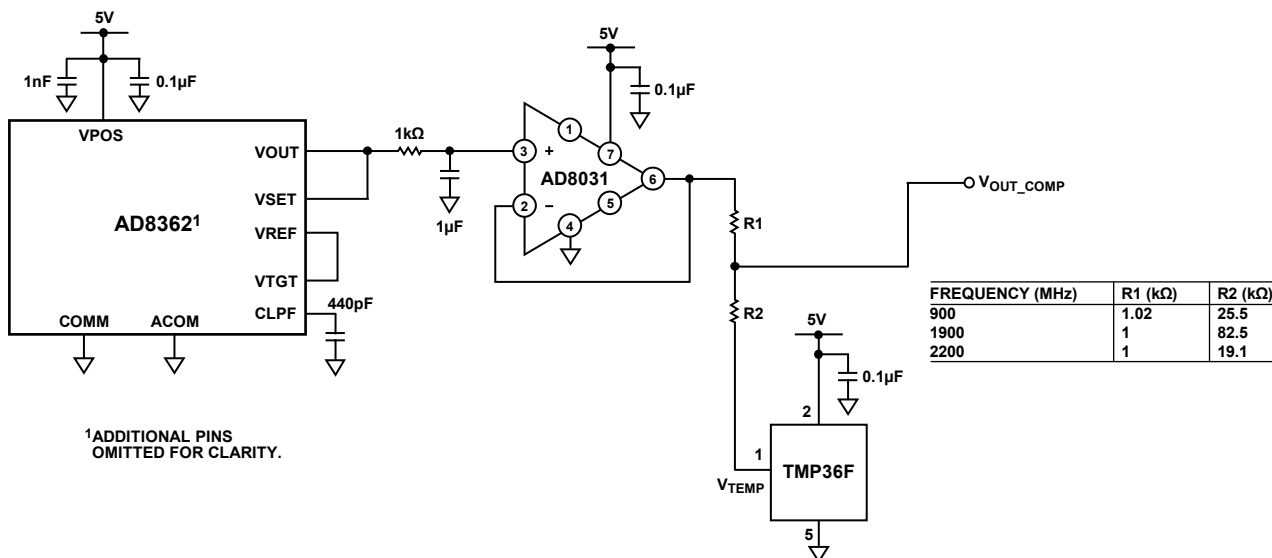 5V
1nF
0.1µF
VPOS
VOUT
VSET
VREF
VTGT
CLPF
COMM
ACOM
AD8362¹
440pF
1kΩ
1µF
5V
0.1µF
1
3
+
7
AD8031
6
2
−
5
4
R1
R2
VOUT_COMP
5V
0.1µF
2
1
VTEMP
TMP36F
5
FREQUENCY (MHz) R1 (kΩ) R2 (kΩ)
900 1.02 25.5
1900 1 82.5
2200 1 19.1
¹ADDITIONAL PINS
OMITTED FOR CLARITY.